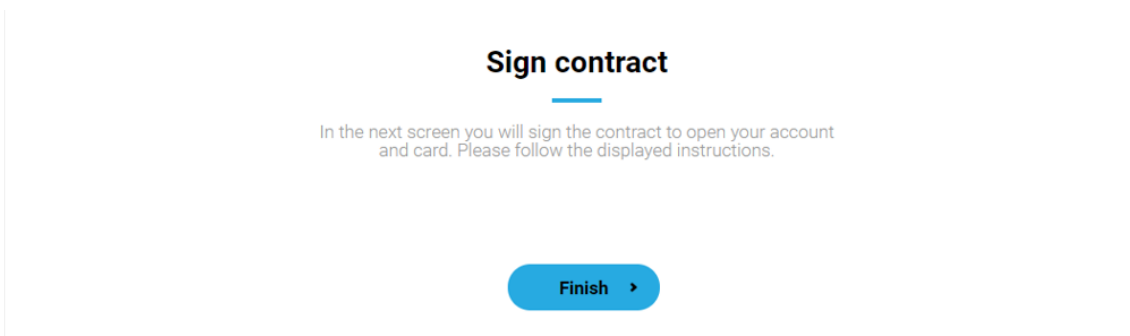 Sign contract
In the next screen you will sign the contract to open your account
and card. Please follow the displayed instructions.
Finish